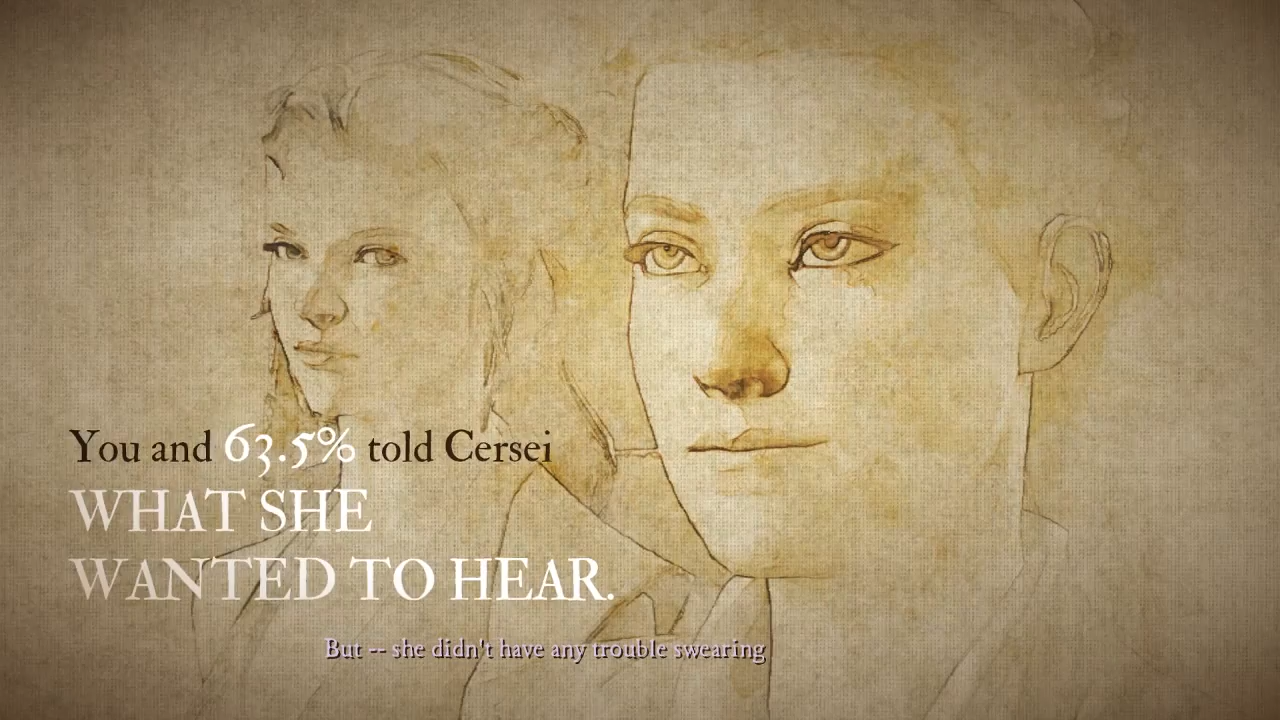 You and 63.5% told Cersei
WHAT SHE
WANTED TO HEAR.
But -- she didn't have any trouble swearing